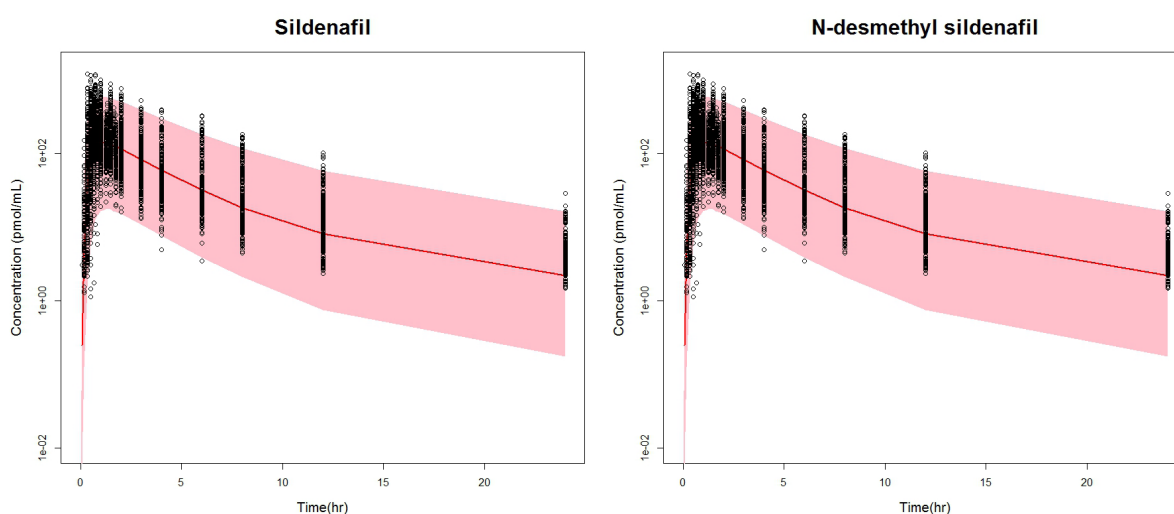 Sildenafil
Concentration (pmol/mL)
1e+02
1e+00
1e-02
0 5 10 15 20
Time(hr)
N-desmethyl sildenafil
Concentration (pmol/mL)
1e+02
1e+00
1e-02
0 5 10 15 20
Time(hr)